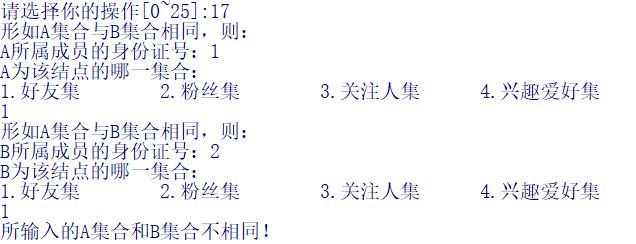 请选择你的操作[0~25]:17
形如A集合与B集合相同，则：
A所属成员的身份证号：1
A为该结点的哪一集合：
1.好友集 2.粉丝集 3.关注人集 4.兴趣爱好集
1
形如A集合与B集合相同，则：
B所属成员的身份证号：2
B为该结点的哪一集合：
1.好友集 2.粉丝集 3.关注人集 4.兴趣爱好集
1
所输入的A集合和B集合不相同！